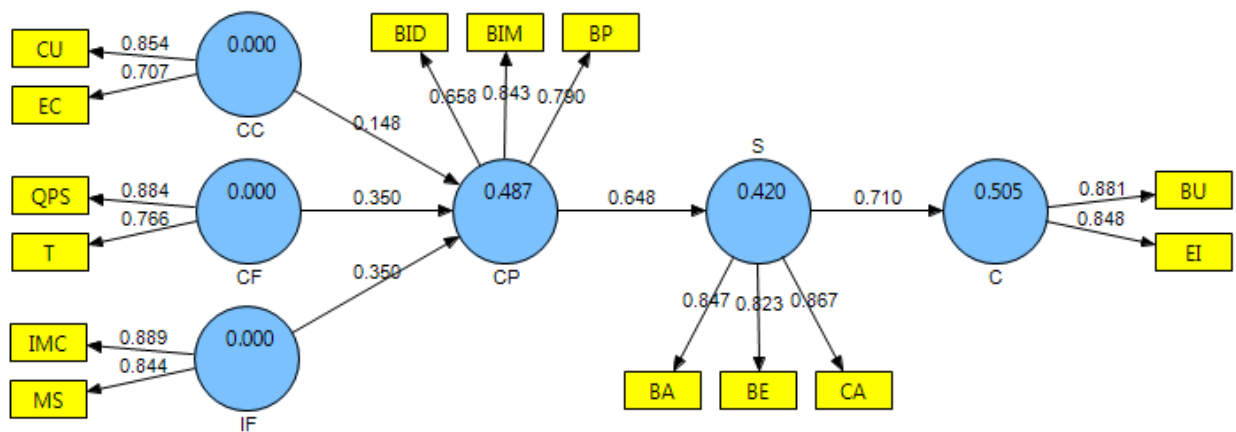 CU
0.854
0.707
EC
0.000
CC
0.148
BID
BIM
BP
0.658
0.843
0.790
QPS
0.884
0.766
T
0.000
CF
0.350
0.487
CP
0.648
S
0.420
0.710
0.505
C
0.881
BU
0.848
EI
0.350
IMC
0.889
0.844
MS
0.000
IF
0.847
0.823
0.867
BA
BE
CA